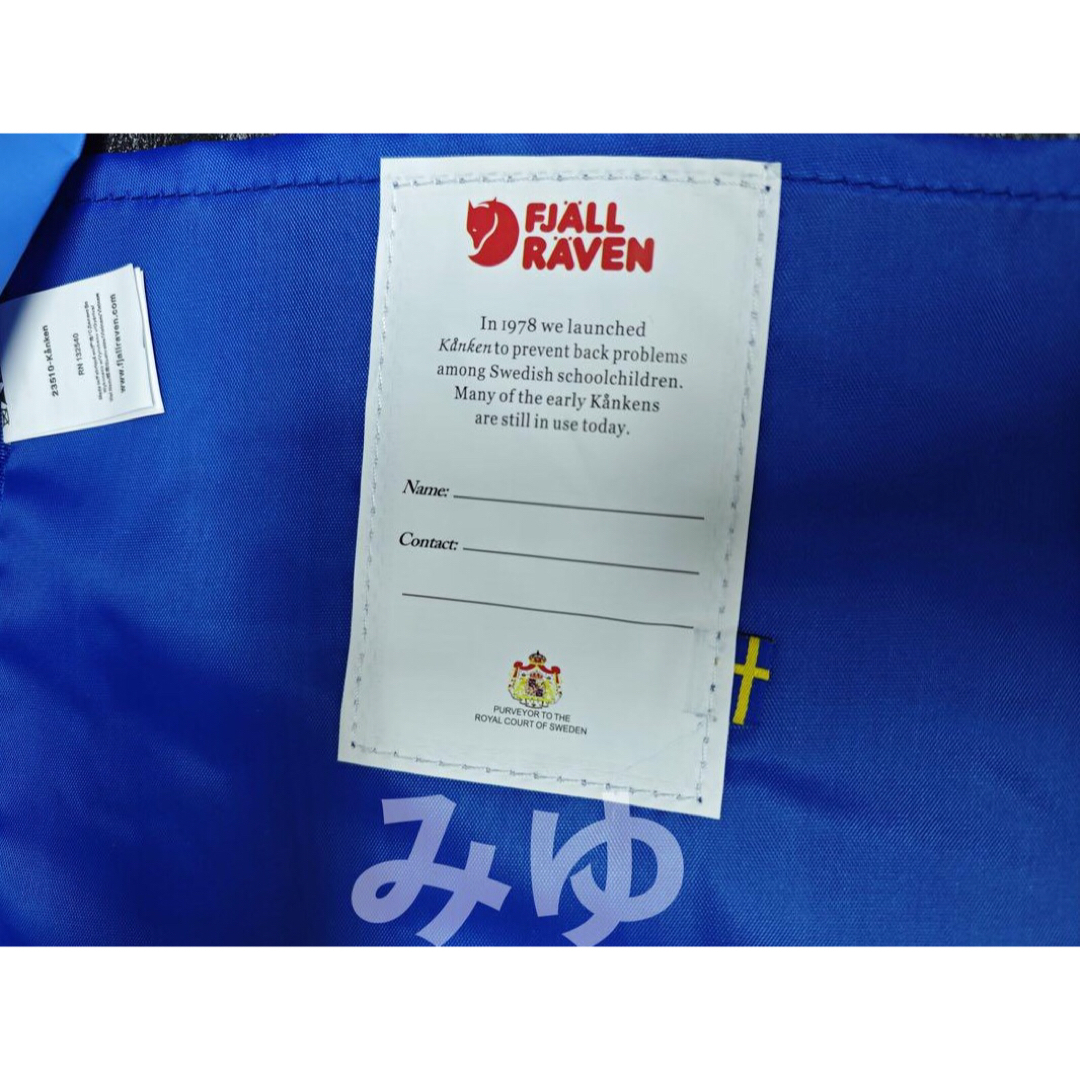 23510-Kånken
RN 132540
www.fjallraven.com
FJÄLL
RÄVEN
In 1978 we launched
Kånken to prevent back problems
among Swedish schoolchildren.
Many of the early Kånkens
are still in use today.
Name:
Contact:
PURVEYOR TO THE
ROYAL COURT OF SWEDEN
みゆ